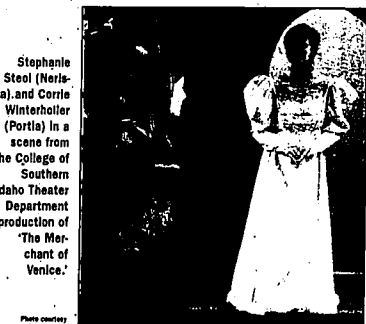 Stephanie
Steel (Neris-
a) and Corrie
Winterholler
(Portia) in a
scene from
he College of
Southern
daho Theater
Department
production of
'The Mer-
chant of
Venice.'
Photo courtesy